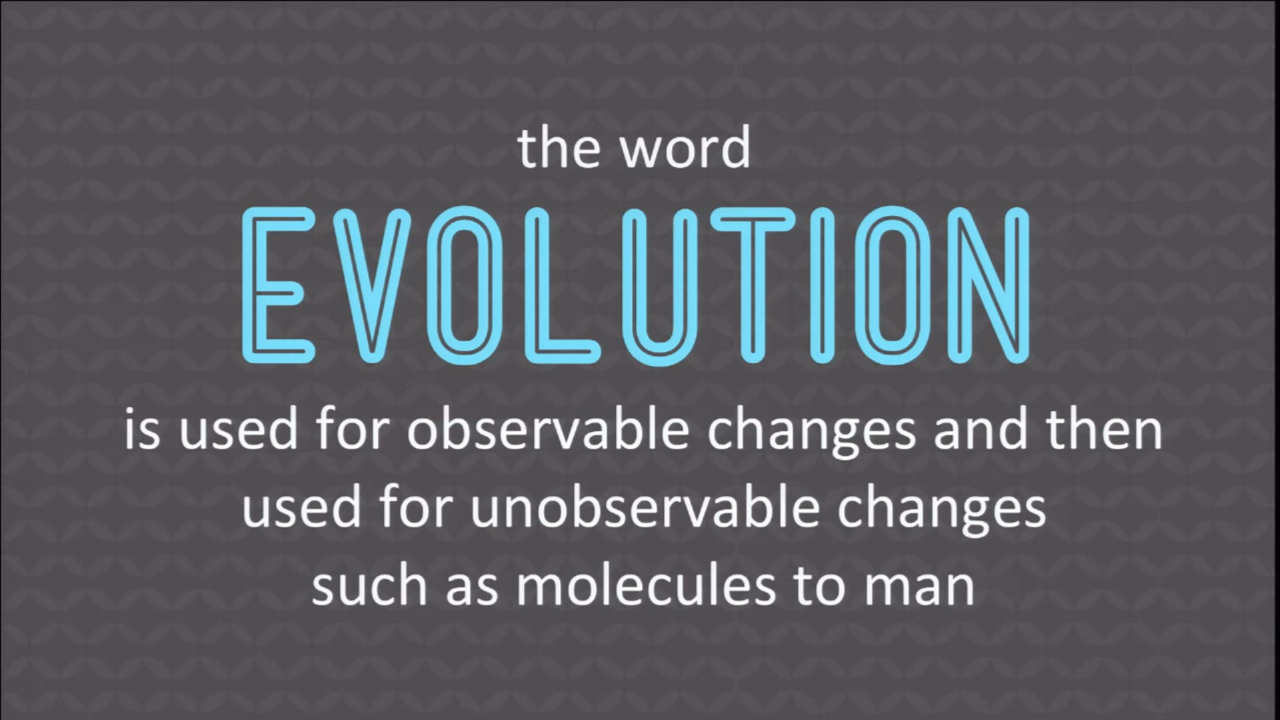 the word
EVOLUTION
is used for observable changes and then
used for unobservable changes
such as molecules to man